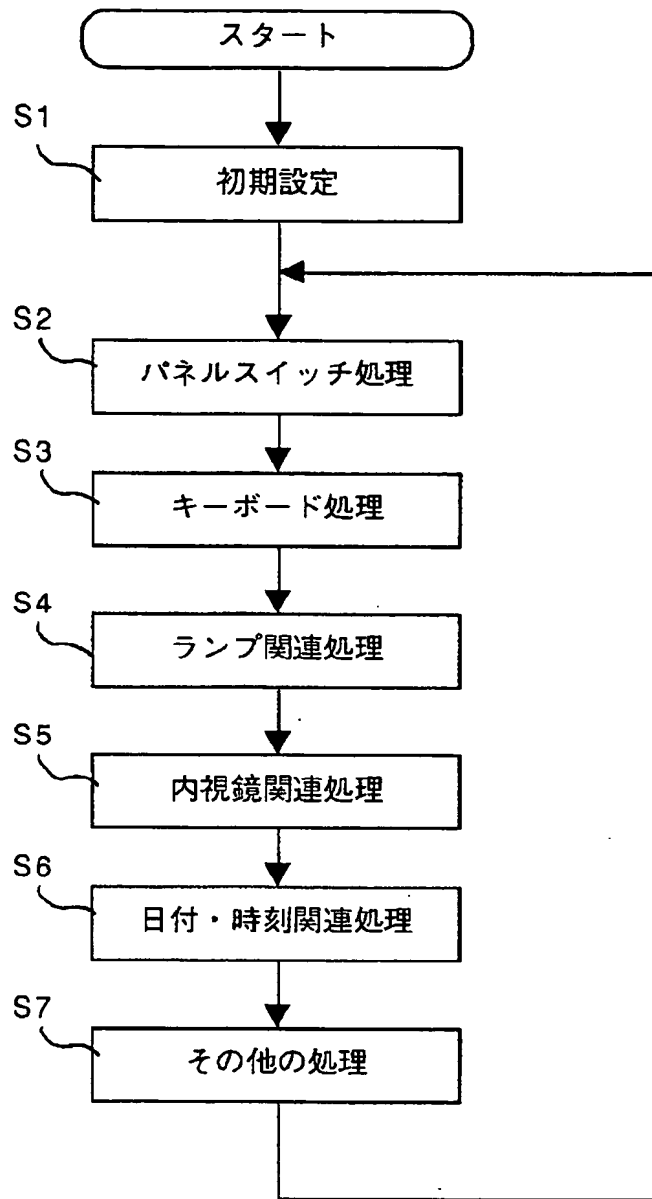 スタート
S1
初期設定
S2
パネルスイッチ処理
S3
キーボード処理
S4
ランプ関連処理
S5
内視鏡関連処理
S6
日付・時刻関連処理
S7
その他の処理